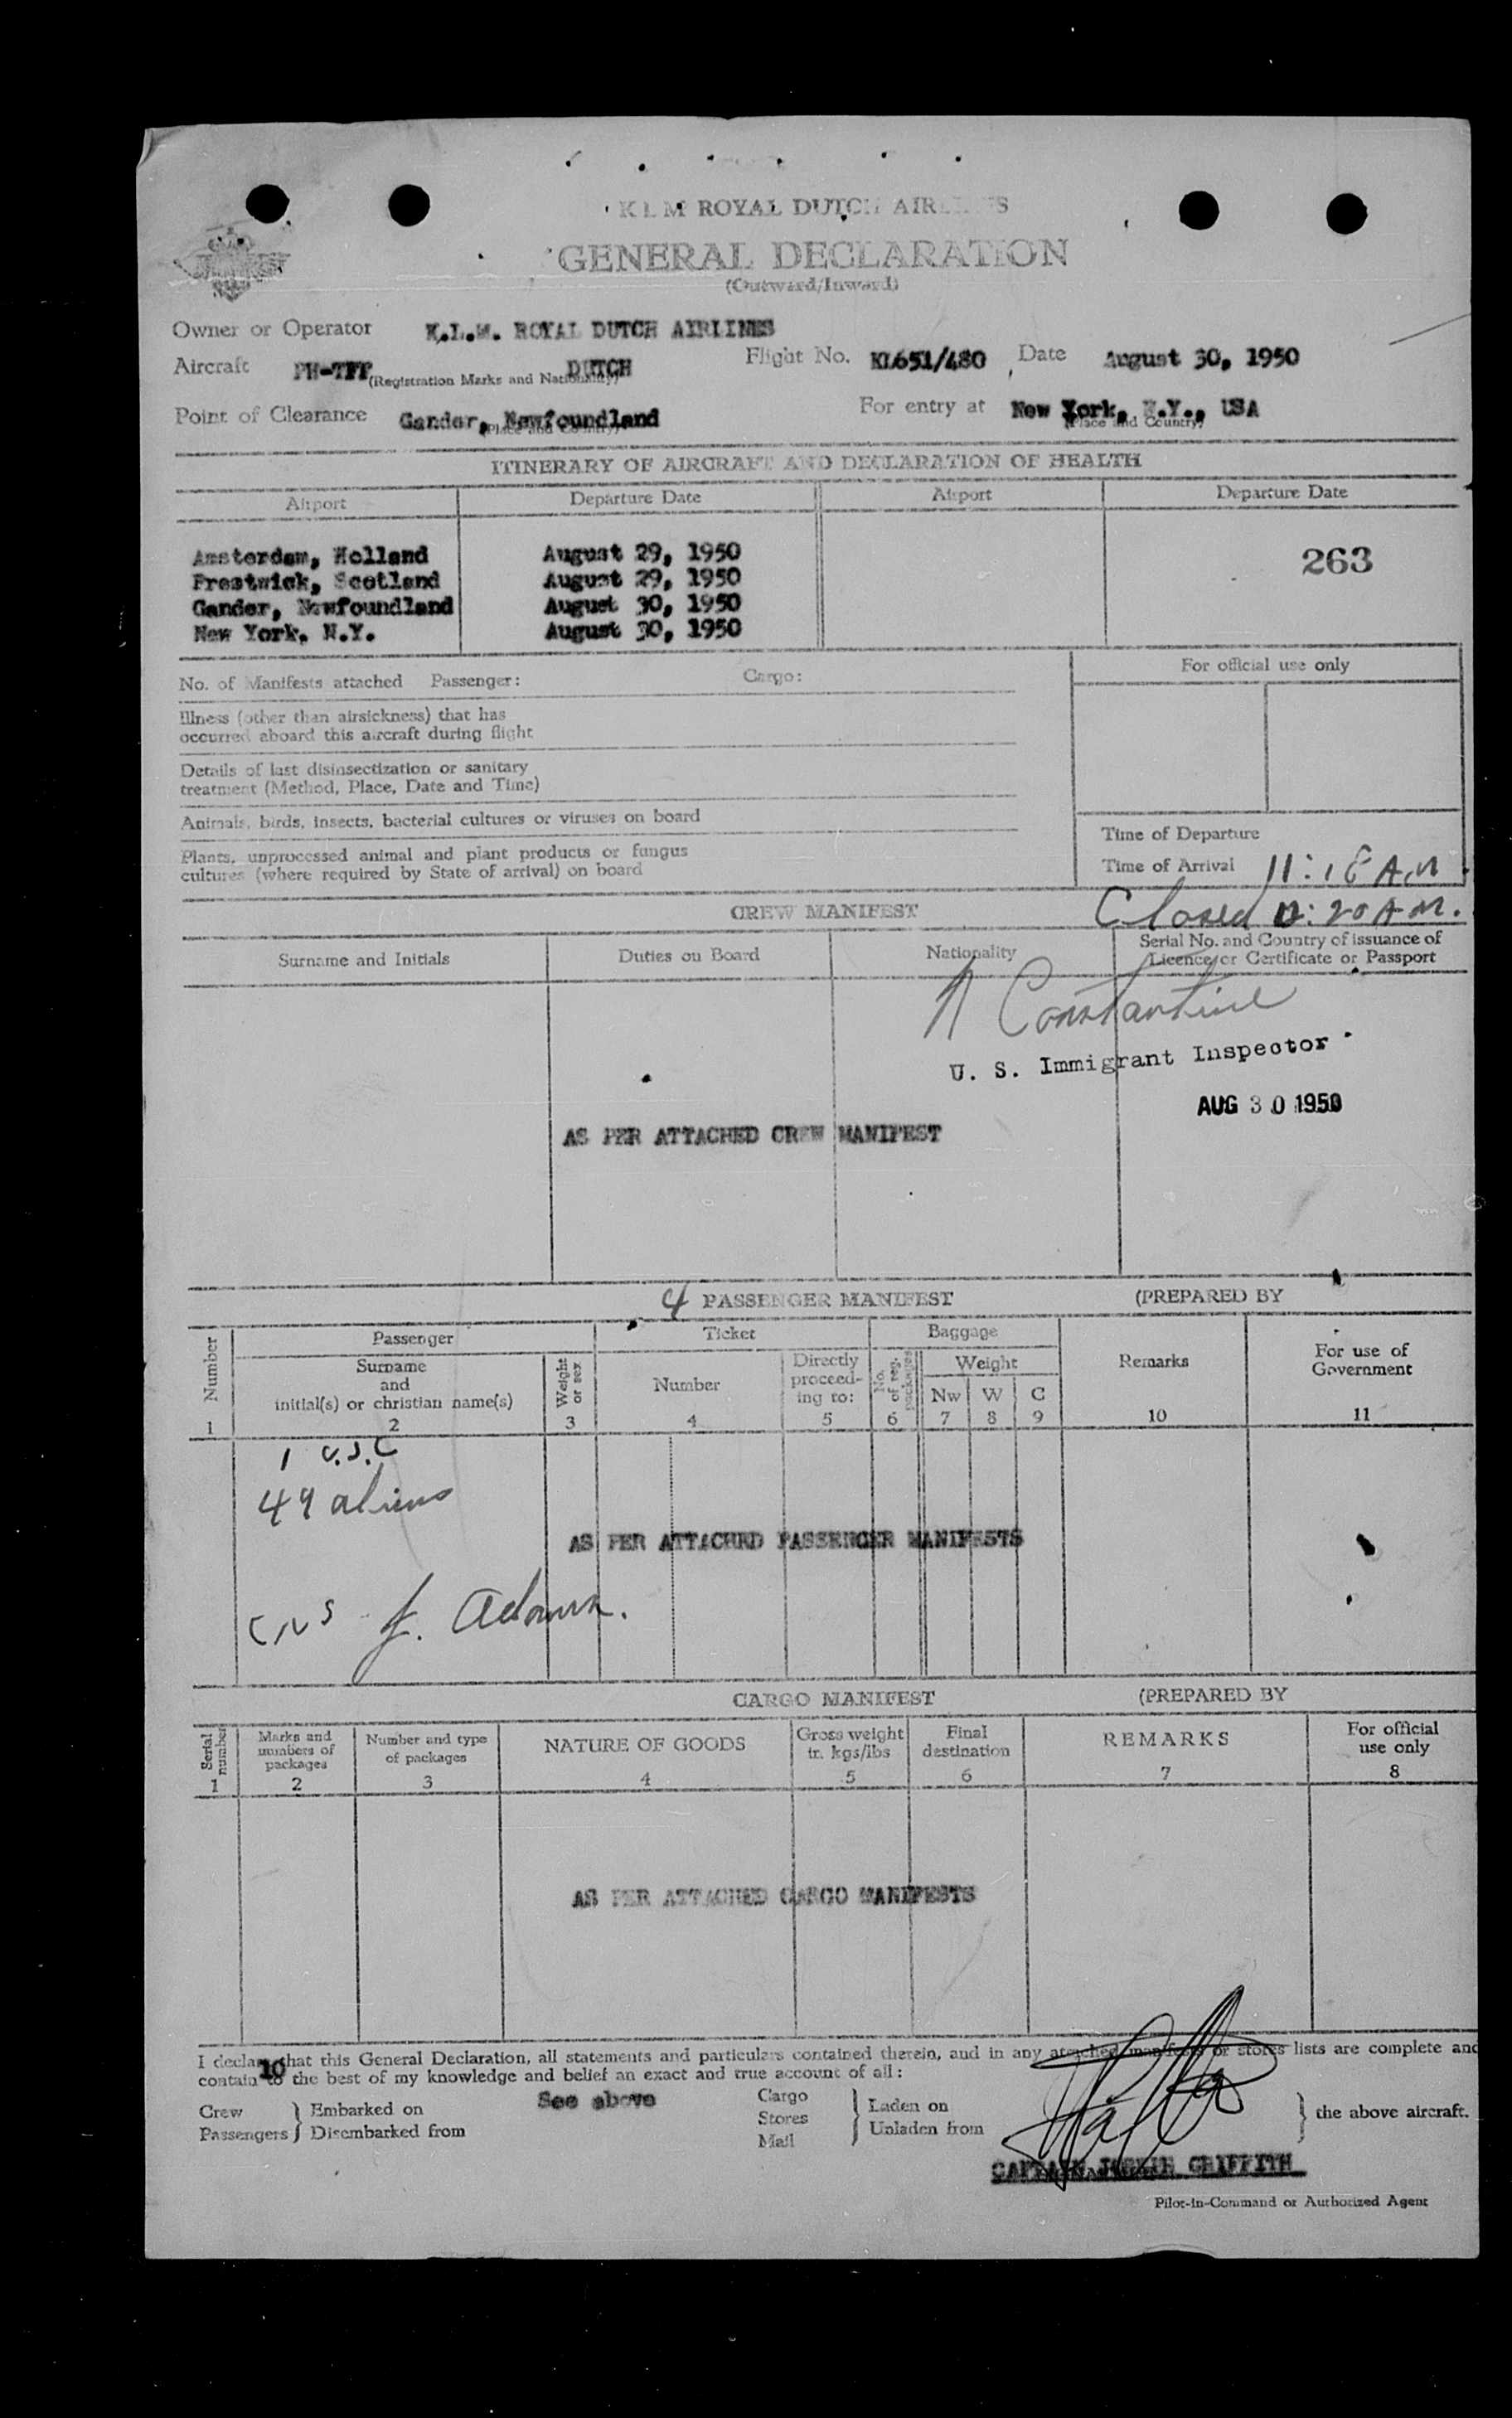 KLM ROYAL DUTCH AIRLINES
GENERAL DECLARATION
(Outward/Inward)
Owner or Operator K.L.M. ROYAL DUTCH AIRLINES
Aircraft PH-TFF DUTCH Flight No. KL651/480 Date August 30, 1950
(Registration Marks and Nationality)
Point of Clearance Gander, Newfoundland For entry at New York, N.Y., USA
(Place and Country) (Place and Country)
ITINERARY OF AIRCRAFT AND DECLARATION OF HEALTH
Airport Departure Date Airport Departure Date
Amsterdam, Holland August 29, 1950 263
Prestwick, Scotland August 29, 1950
Gander, Newfoundland August 30, 1950
New York, N.Y. August 30, 1950
No. of Manifests attached Passenger: Cargo: For official use only
Illness (other than airsickness) that has
occurred aboard this aircraft during flight
Details of last disinsectization or sanitary
treatment (Method, Place, Date and Time)
Animals, birds, insects, bacterial cultures or viruses on board
Time of Departure
Plants, unprocessed animal and plant products or fungus
cultures (where required by State of arrival) on board
Time of Arrival 11:18 A.M
CREW MANIFEST Closed 12:20 A.M.
Surname and Initials Duties on Board Nationality Serial No. and Country of issuance of
Licence or Certificate or Passport
Constantine
U. S. Immigrant Inspector
AUG 30 1950
AS PER ATTACHED CREW MANIFEST
4 PASSENGER MANIFEST (PREPARED BY
Number Passenger Ticket Baggage Remarks For use of
Government
Surname
and
initial(s) or christian name(s)
Weight
or sex
Number Directly
proceed-
ing to:
No.
of reg.
packages
Weight
Nw W C
1 2 3 4 5 6 7 8 9 10 11
1 U.S.C
49 aliens
AS PER ATTACHED PASSENGER MANIFESTS
J. Adams.
CARGO MANIFEST (PREPARED BY
Serial
number
Marks and
numbers of
packages
Number and type
of packages
NATURE OF GOODS Gross weight
in kgs/lbs
Final
destination
REMARKS For official
use only
1 2 3 4 5 6 7 8
AS PER ATTACHED CARGO MANIFESTS
I declare that this General Declaration, all statements and particulars contained therein, and in any attached manifests or stores lists are complete and
contain to the best of my knowledge and belief an exact and true account of all:
10
Crew
Passengers
Embarked on
Disembarked from
See above
Cargo
Stores
Mail
Laden on
Unladen from
the above aircraft.
CAPTAIN JOSEPH GRIFFITH
Pilot-in-Command or Authorized Agent